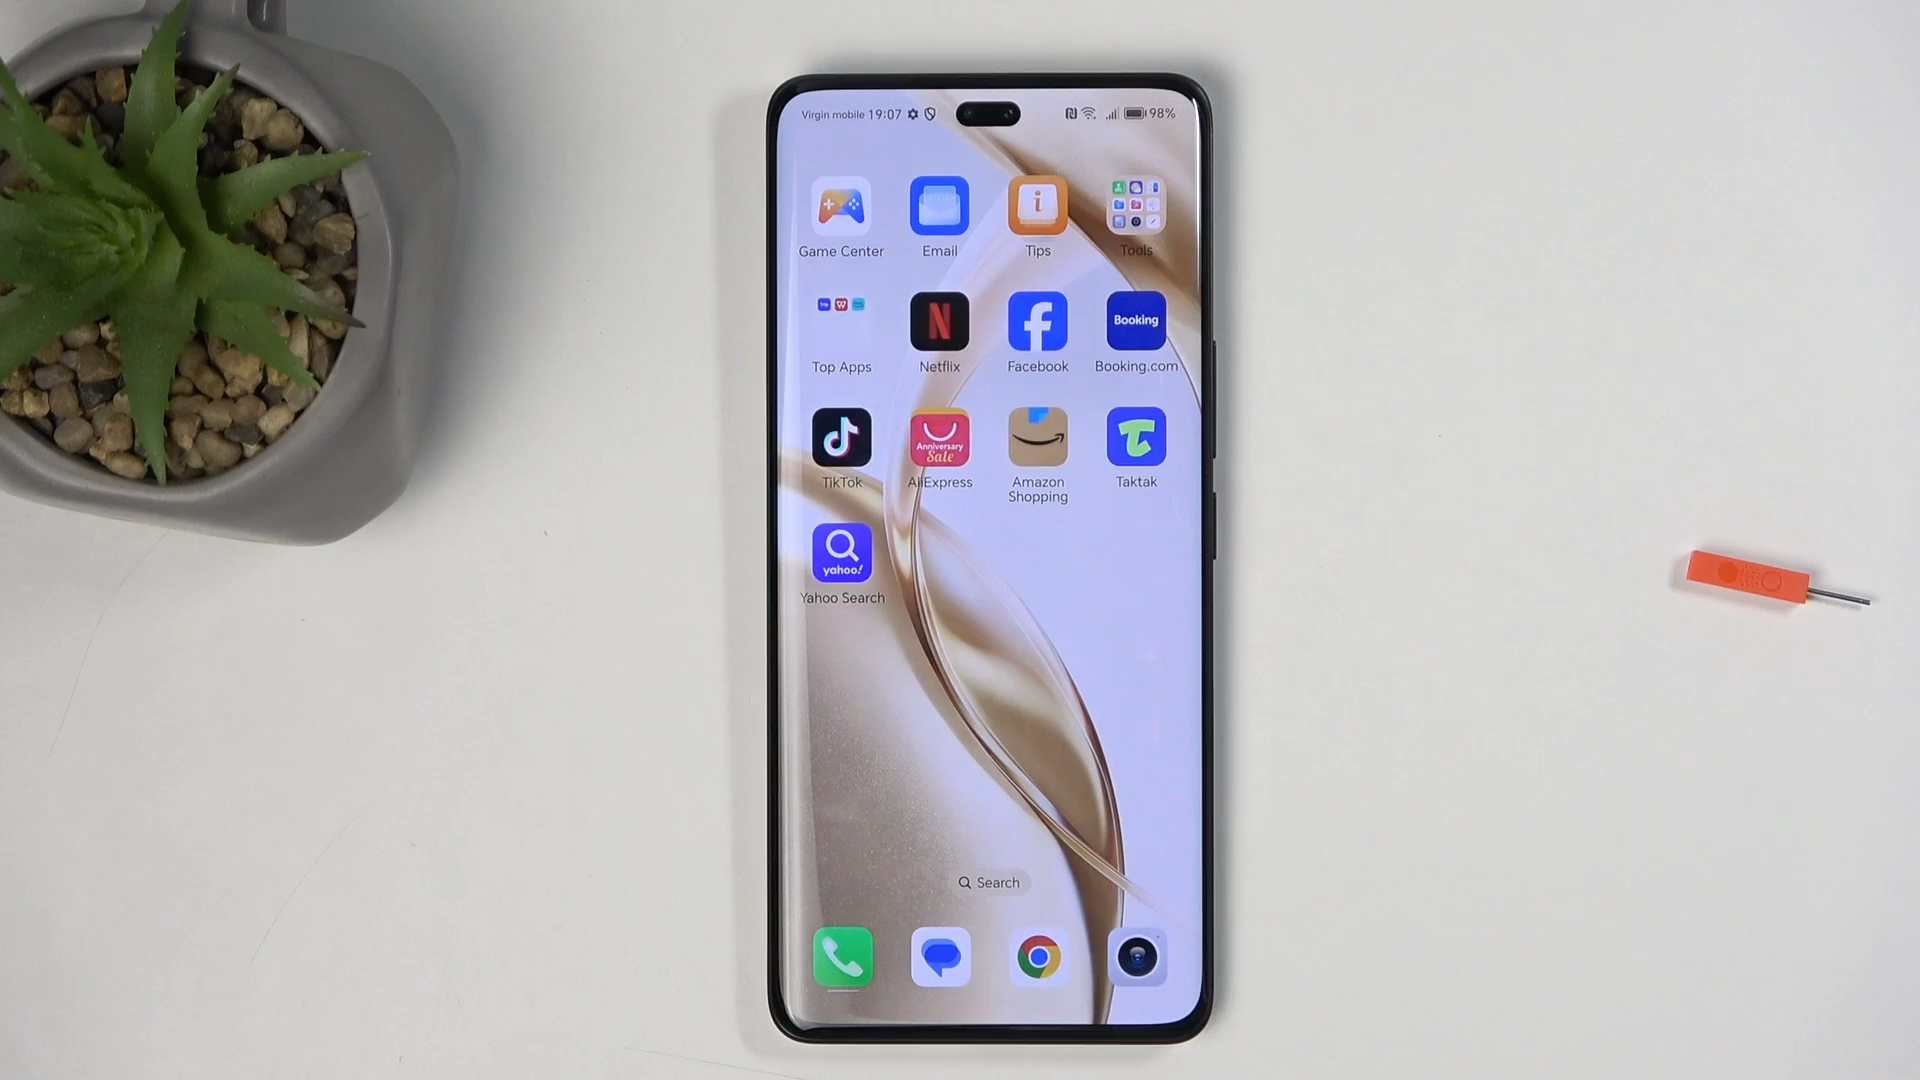 Virgin mobile 19:07 98%
Game Center Email Tips Tools
Booking
Top Apps Netflix Facebook Booking.com
Anniversary
Sale
TikTok AliExpress Amazon Shopping Taktak
yahoo!
Yahoo Search
Search